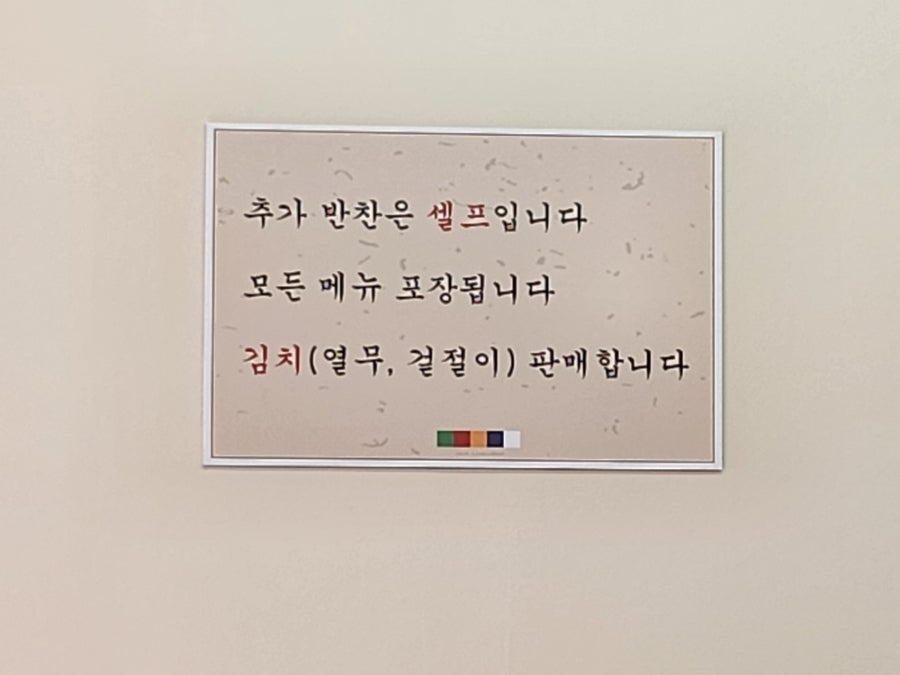 추가 반찬은 셀프입니다
모든 메뉴 포장됩니다
김치(열무, 겉절이) 판매합니다